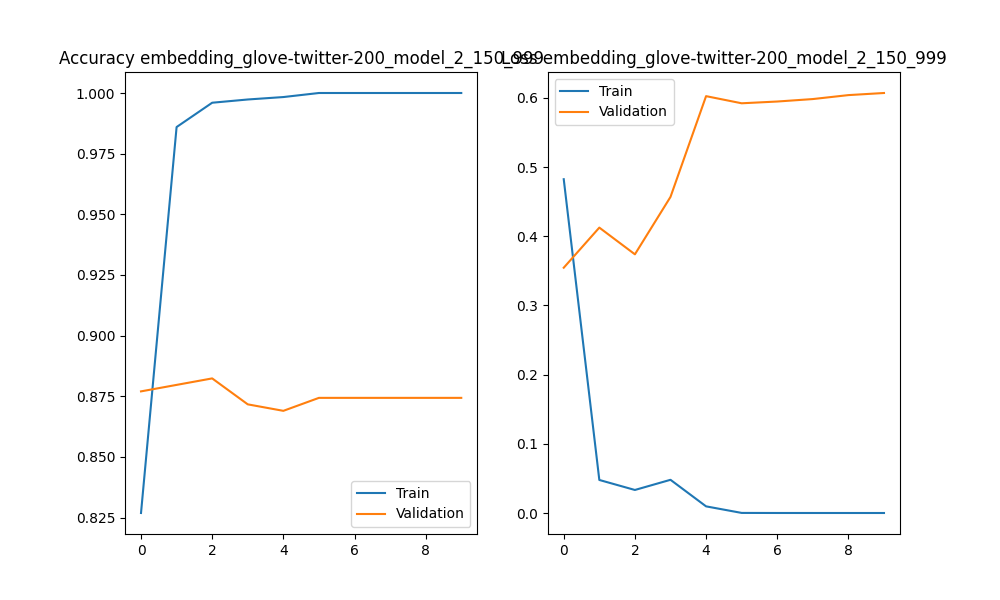 Accuracy embedding_glove-twitter-200_model_2_150_999
1.000
0.975
0.950
0.925
0.900
0.875
0.850
0.825
0 2 4 6 8
Train
Validation
Loss embedding_glove-twitter-200_model_2_150_999
0.6
0.5
0.4
0.3
0.2
0.1
0.0
0 2 4 6 8
Train
Validation